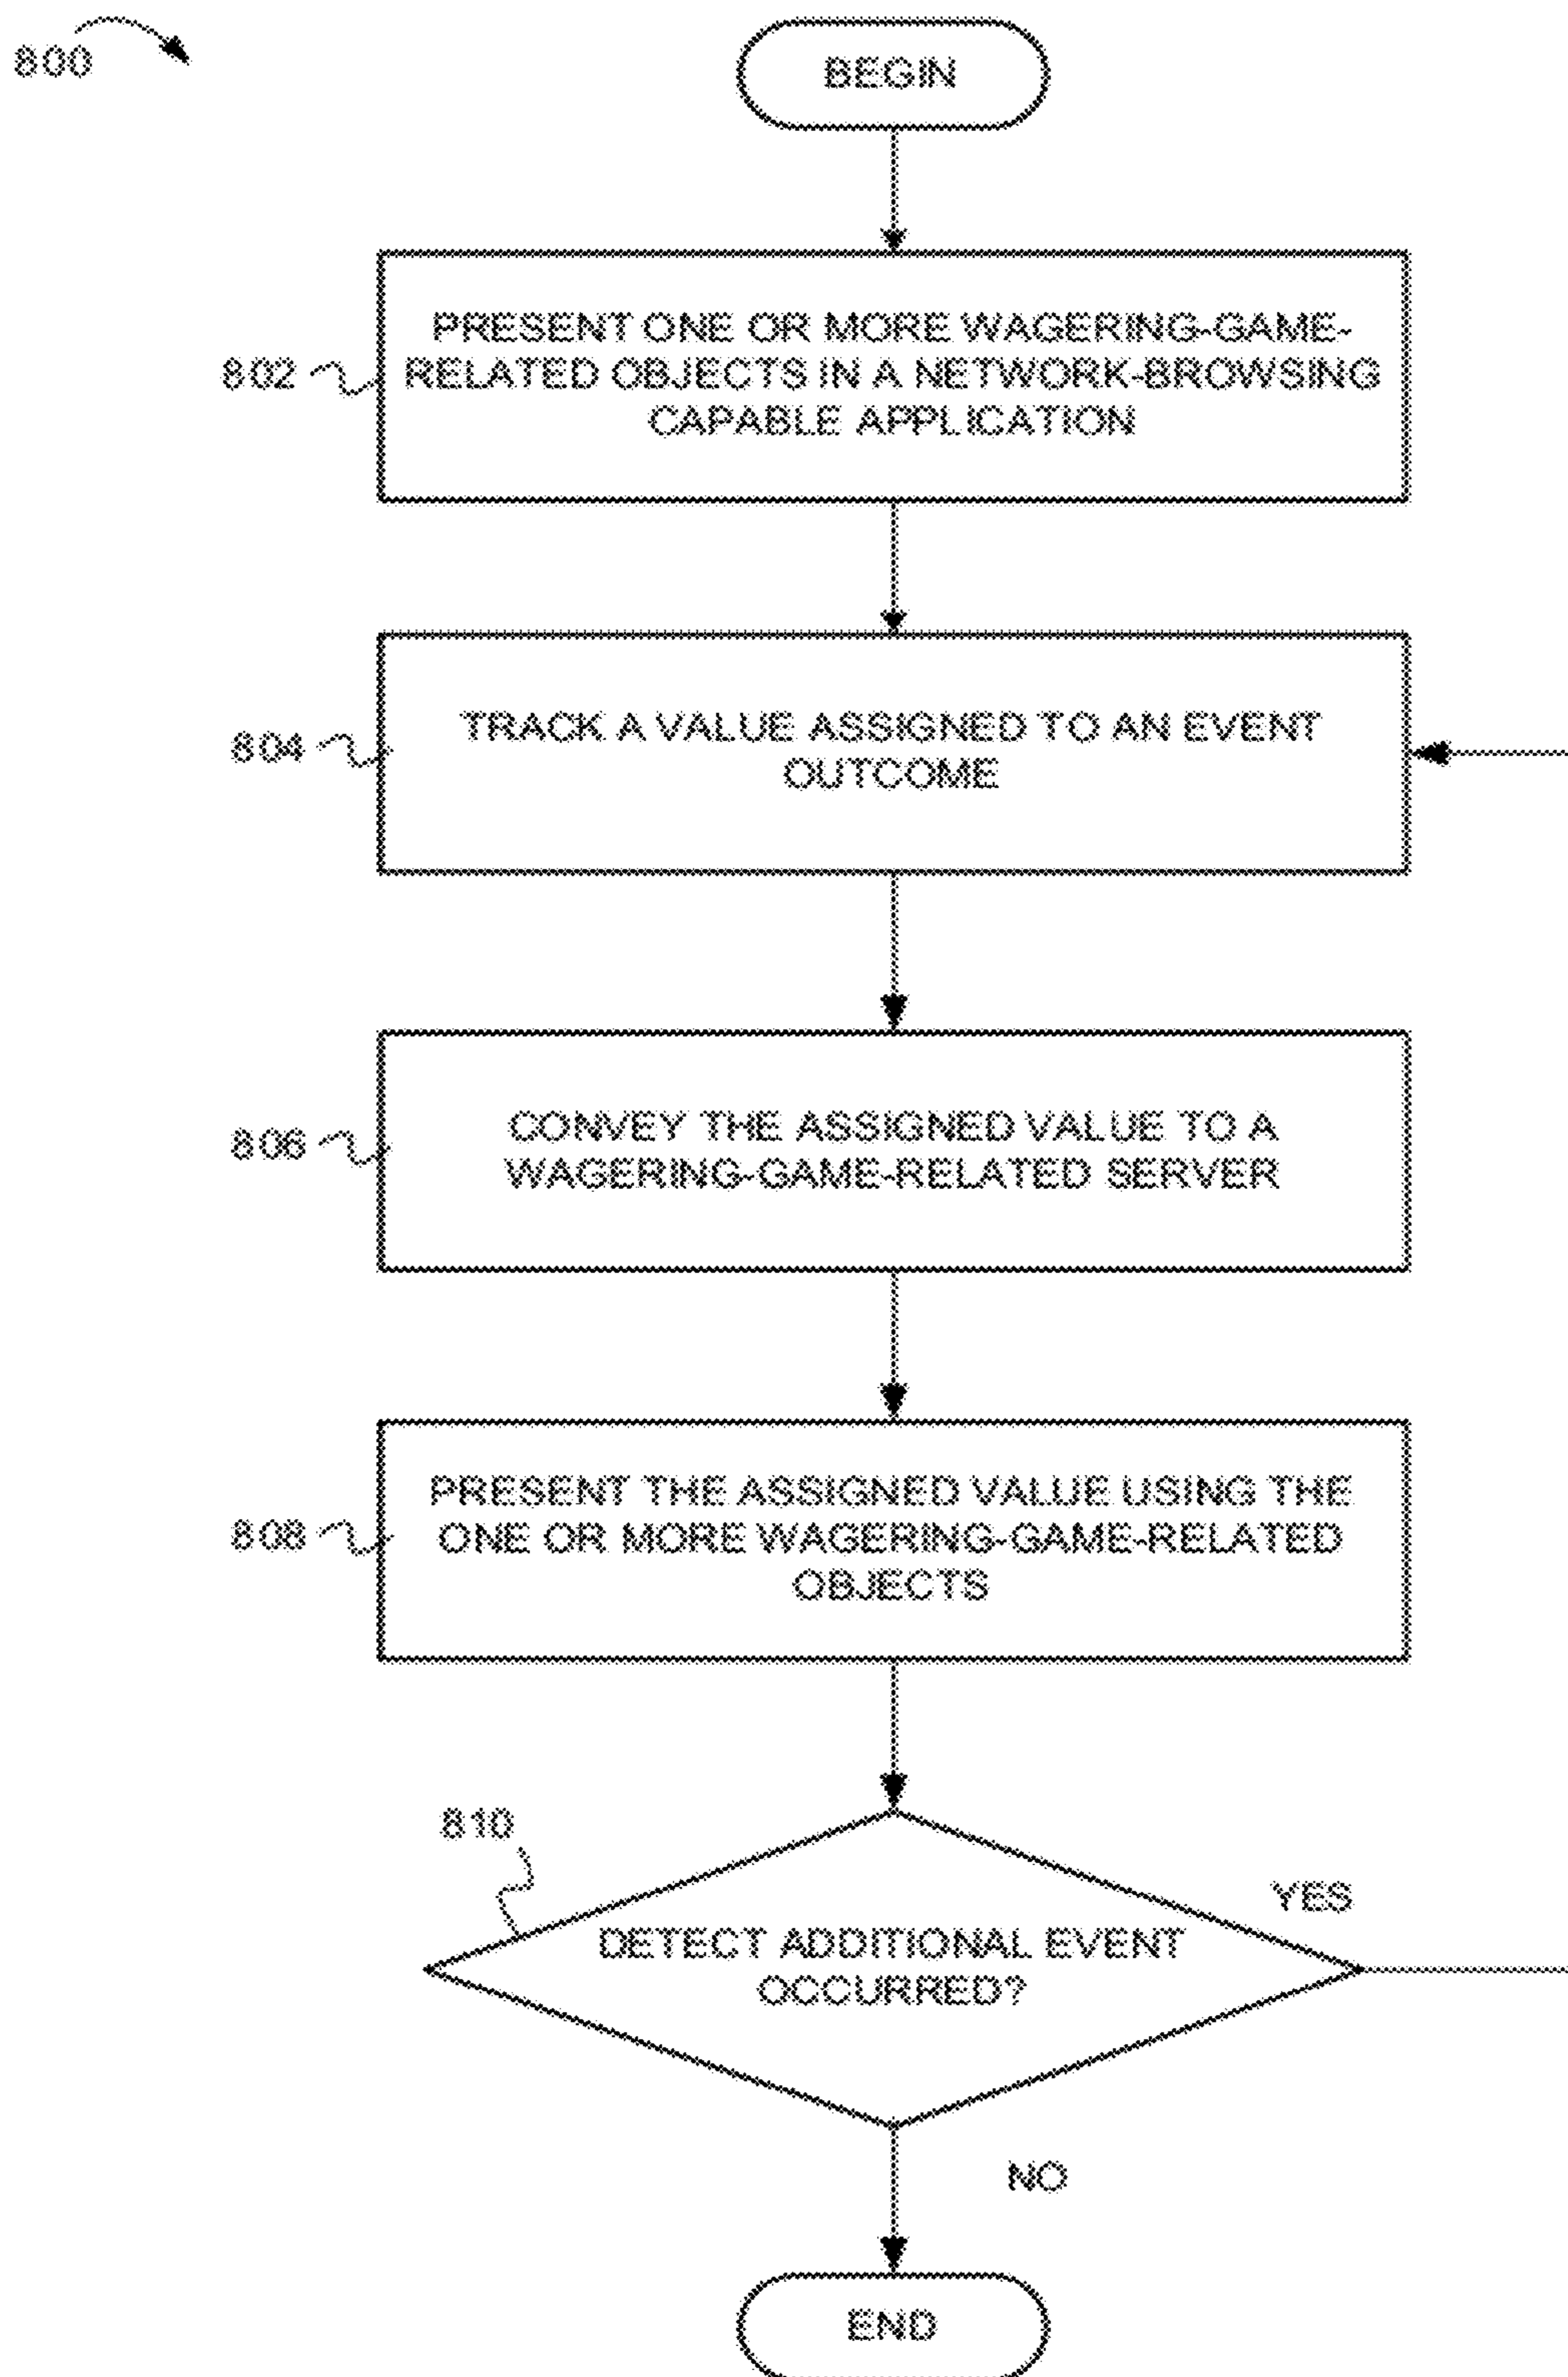 800
BEGIN
802
PRESENT ONE OR MORE WAGERING-GAME-
RELATED OBJECTS IN A NETWORK-BROWSING
CAPABLE APPLICATION
804
TRACK A VALUE ASSIGNED TO AN EVENT
OUTCOME
806
CONVEY THE ASSIGNED VALUE TO A
WAGERING-GAME-RELATED SERVER
808
PRESENT THE ASSIGNED VALUE USING THE
ONE OR MORE WAGERING-GAME-RELATED
OBJECTS
810
YES
DETECT ADDITIONAL EVENT
OCCURRED?
NO
END